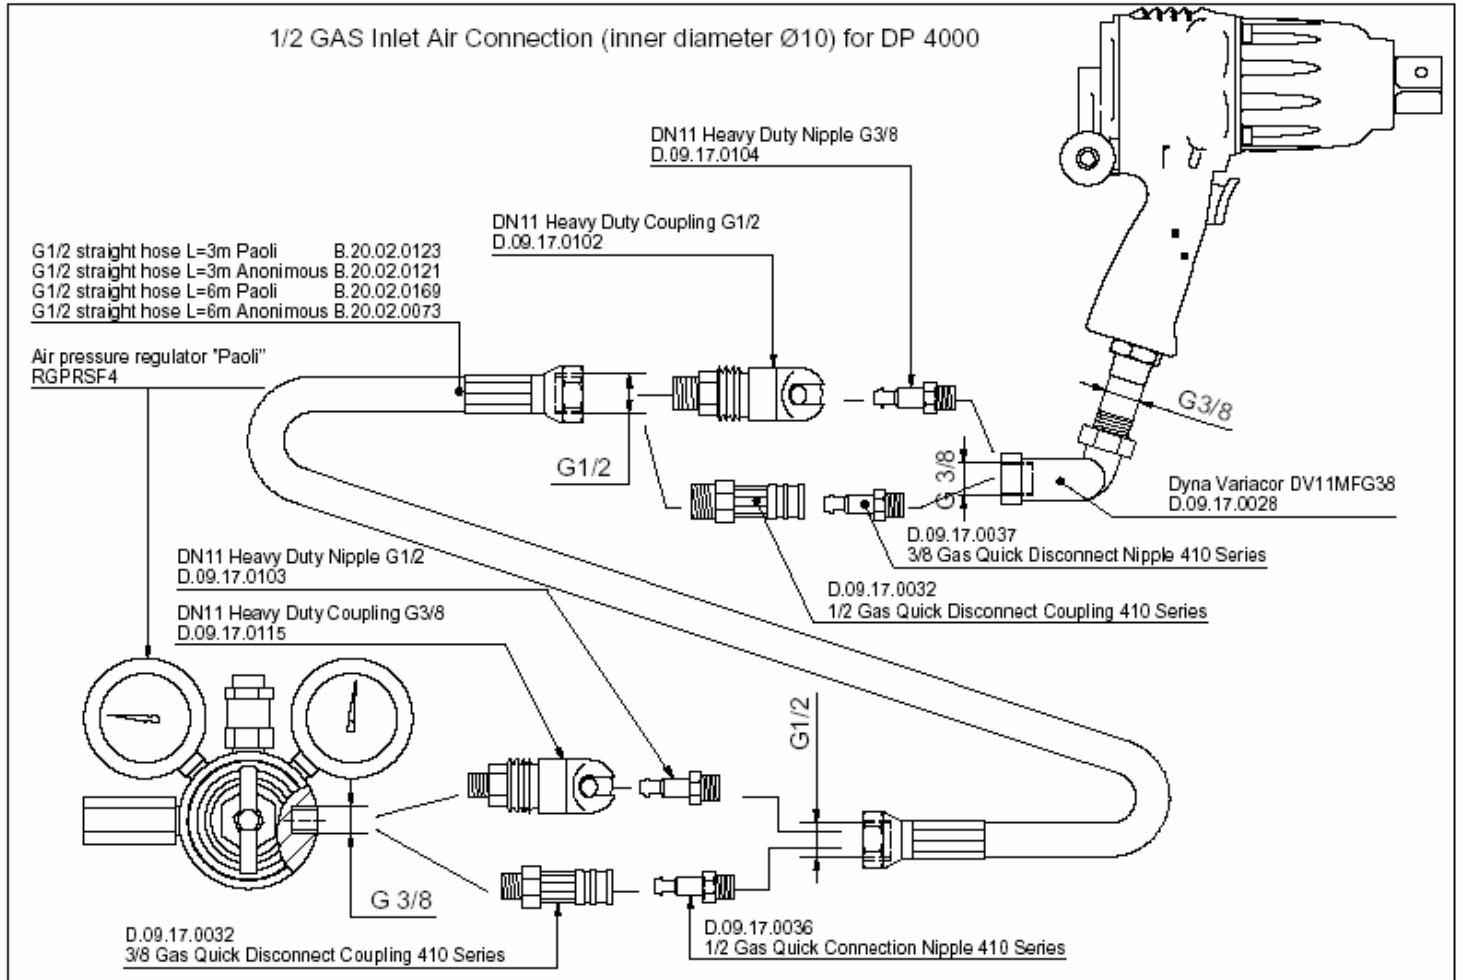 1/2 GAS Inlet Air Connection (inner diameter Ø10) for DP 4000
DN11 Heavy Duty Nipple G3/8
D.09.17.0104
DN11 Heavy Duty Coupling G1/2
D.09.17.0102
G1/2 straight hose L=3m Paoli B.20.02.0123
G1/2 straight hose L=3m Anonimous B.20.02.0121
G1/2 straight hose L=6m Paoli B.20.02.0169
G1/2 straight hose L=6m Anonimous B.20.02.0073
Air pressure regulator "Paoli"
RGPRSF4
G3/8
G1/2
G 3/8
Dyna Variacor DV11MFG38
D.09.17.0028
D.09.17.0037
3/8 Gas Quick Disconnect Nipple 410 Series
D.09.17.0032
1/2 Gas Quick Disconnect Coupling 410 Series
DN11 Heavy Duty Nipple G1/2
D.09.17.0103
DN11 Heavy Duty Coupling G3/8
D.09.17.0115
G1/2
G 3/8
D.09.17.0032
3/8 Gas Quick Disconnect Coupling 410 Series
D.09.17.0036
1/2 Gas Quick Connection Nipple 410 Series